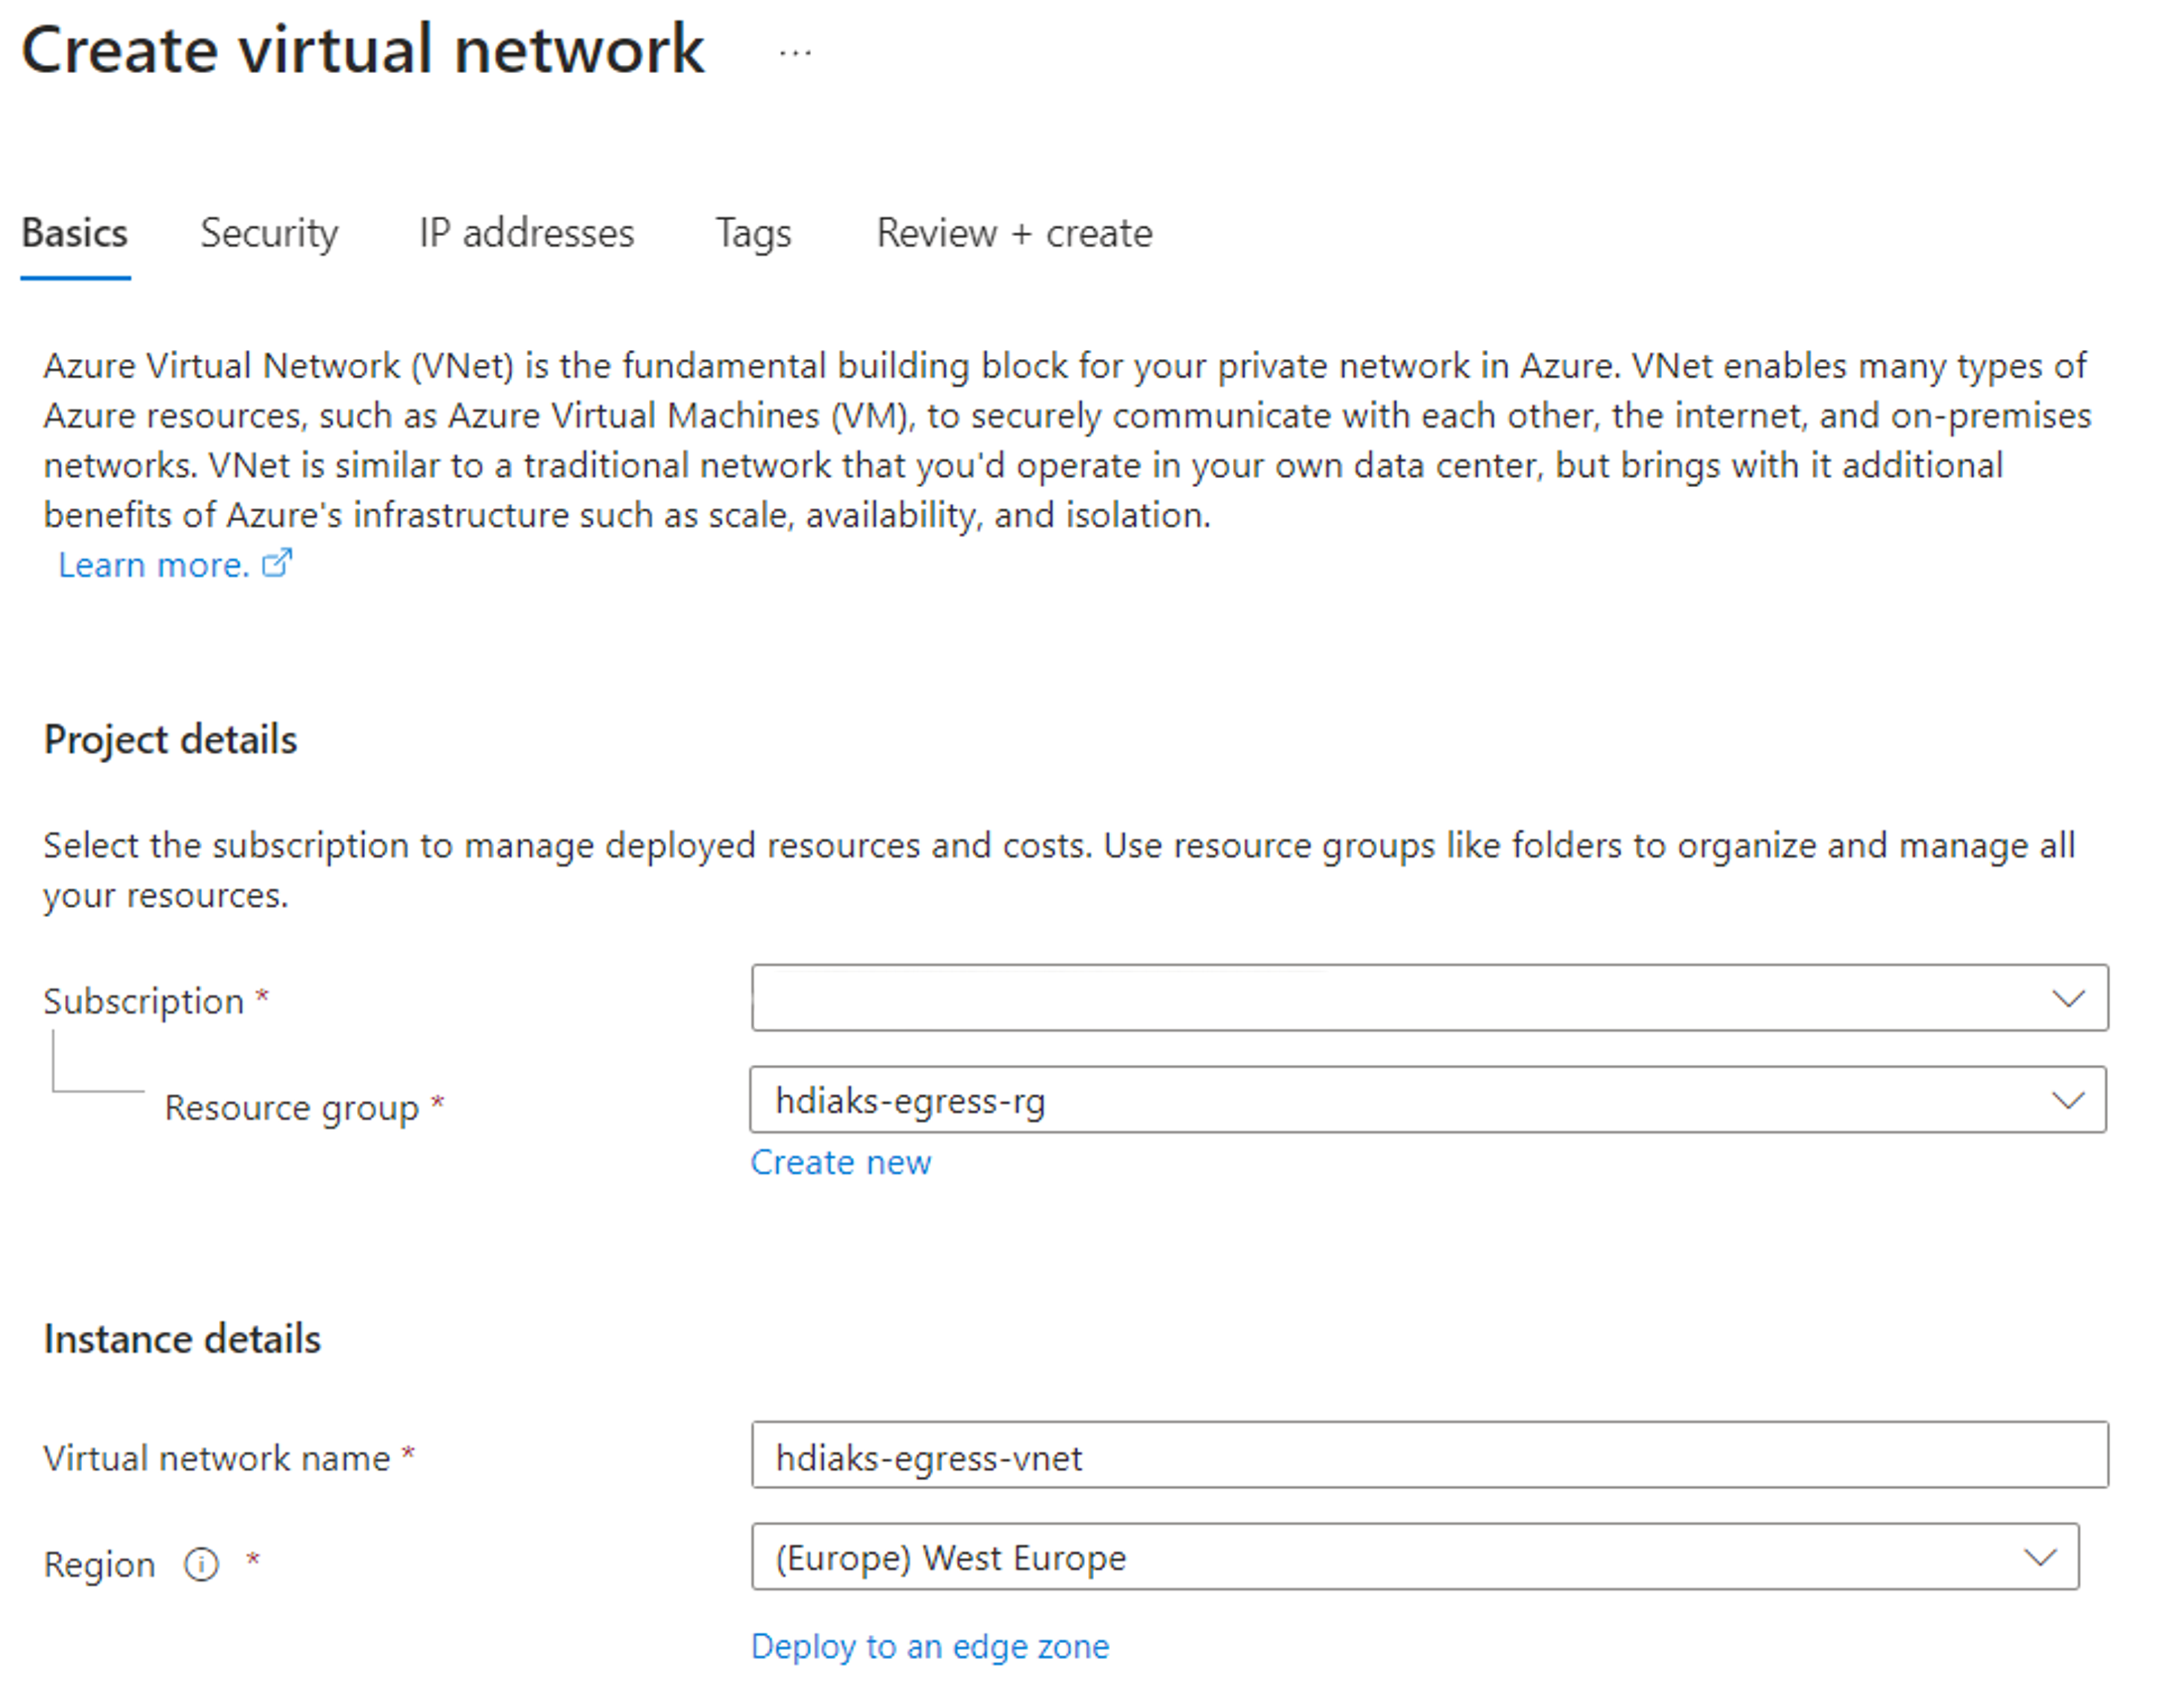 Create virtual network ...
Basics Security IP addresses Tags Review + create
Azure Virtual Network (VNet) is the fundamental building block for your private network in Azure. VNet enables many types of
Azure resources, such as Azure Virtual Machines (VM), to securely communicate with each other, the internet, and on-premises
networks. VNet is similar to a traditional network that you'd operate in your own data center, but brings with it additional
benefits of Azure's infrastructure such as scale, availability, and isolation.
Learn more.
Project details
Select the subscription to manage deployed resources and costs. Use resource groups like folders to organize and manage all
your resources.
Subscription *
Resource group * hdiaks-egress-rg
Create new
Instance details
Virtual network name * hdiaks-egress-vnet
Region i * (Europe) West Europe
Deploy to an edge zone